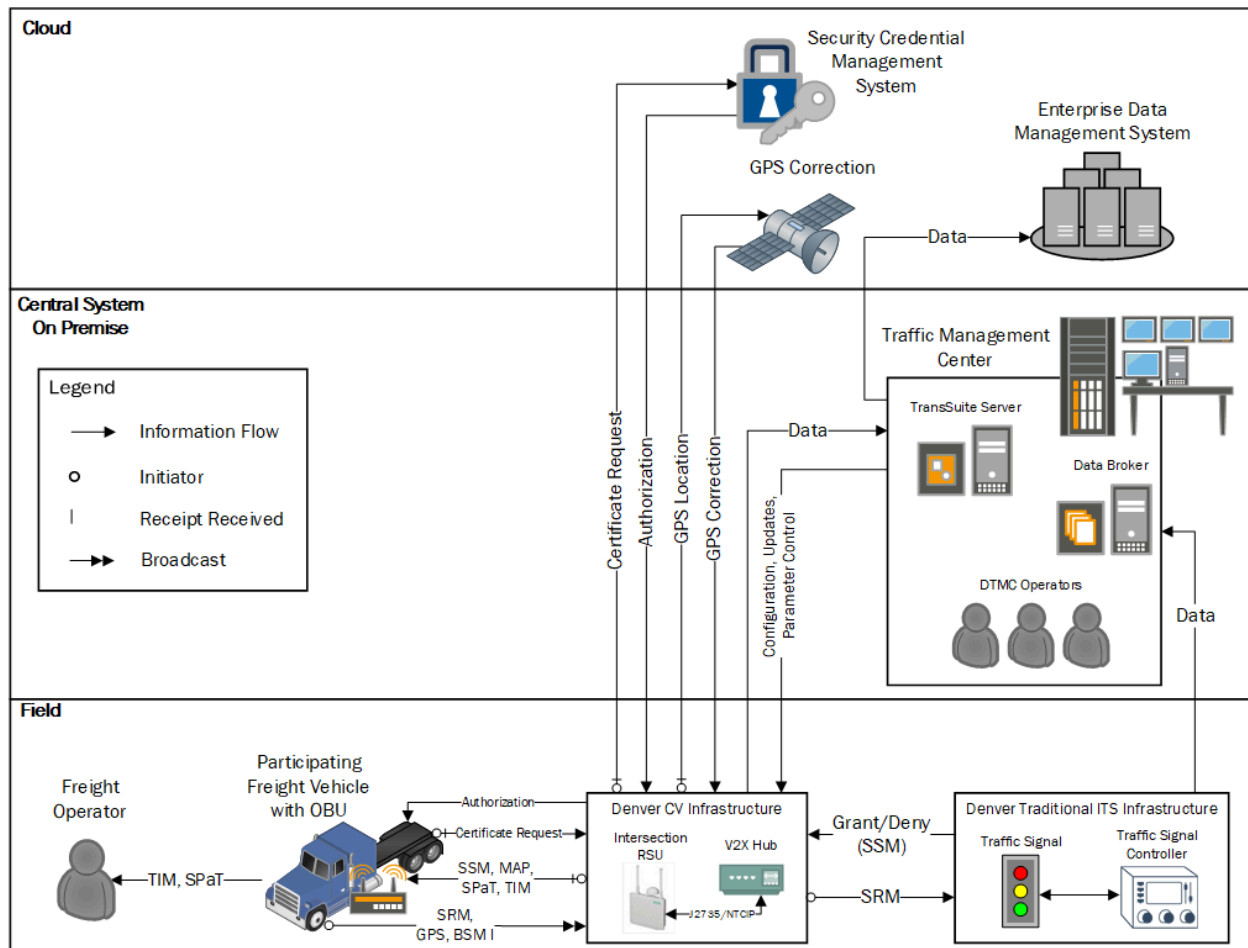 Cloud
Security Credential
Management
System
Enterprise Data
Management System
GPS Correction
Data
Central System
On Premise
Legend
Information Flow
Initiator
Receipt Received
Broadcast
Certificate Request
Authorization
GPS Location
GPS Correction
Data
Configuration, Updates,
Parameter Control
Traffic Management
Center
TransSuite Server
Data Broker
DTMC Operators
Data
Field
Freight
Operator
TIM, SPaT
Participating
Freight Vehicle
with OBU
Authorization
Certificate Request
SSM, MAP,
SPaT, TIM
SRM,
GPS, BSM I
Denver CV Infrastructure
Intersection
RSU
V2X Hub
J2735/NTCIP
Grant/Deny
(SSM)
SRM
Denver Traditional ITS Infrastructure
Traffic Signal
Traffic Signal
Controller